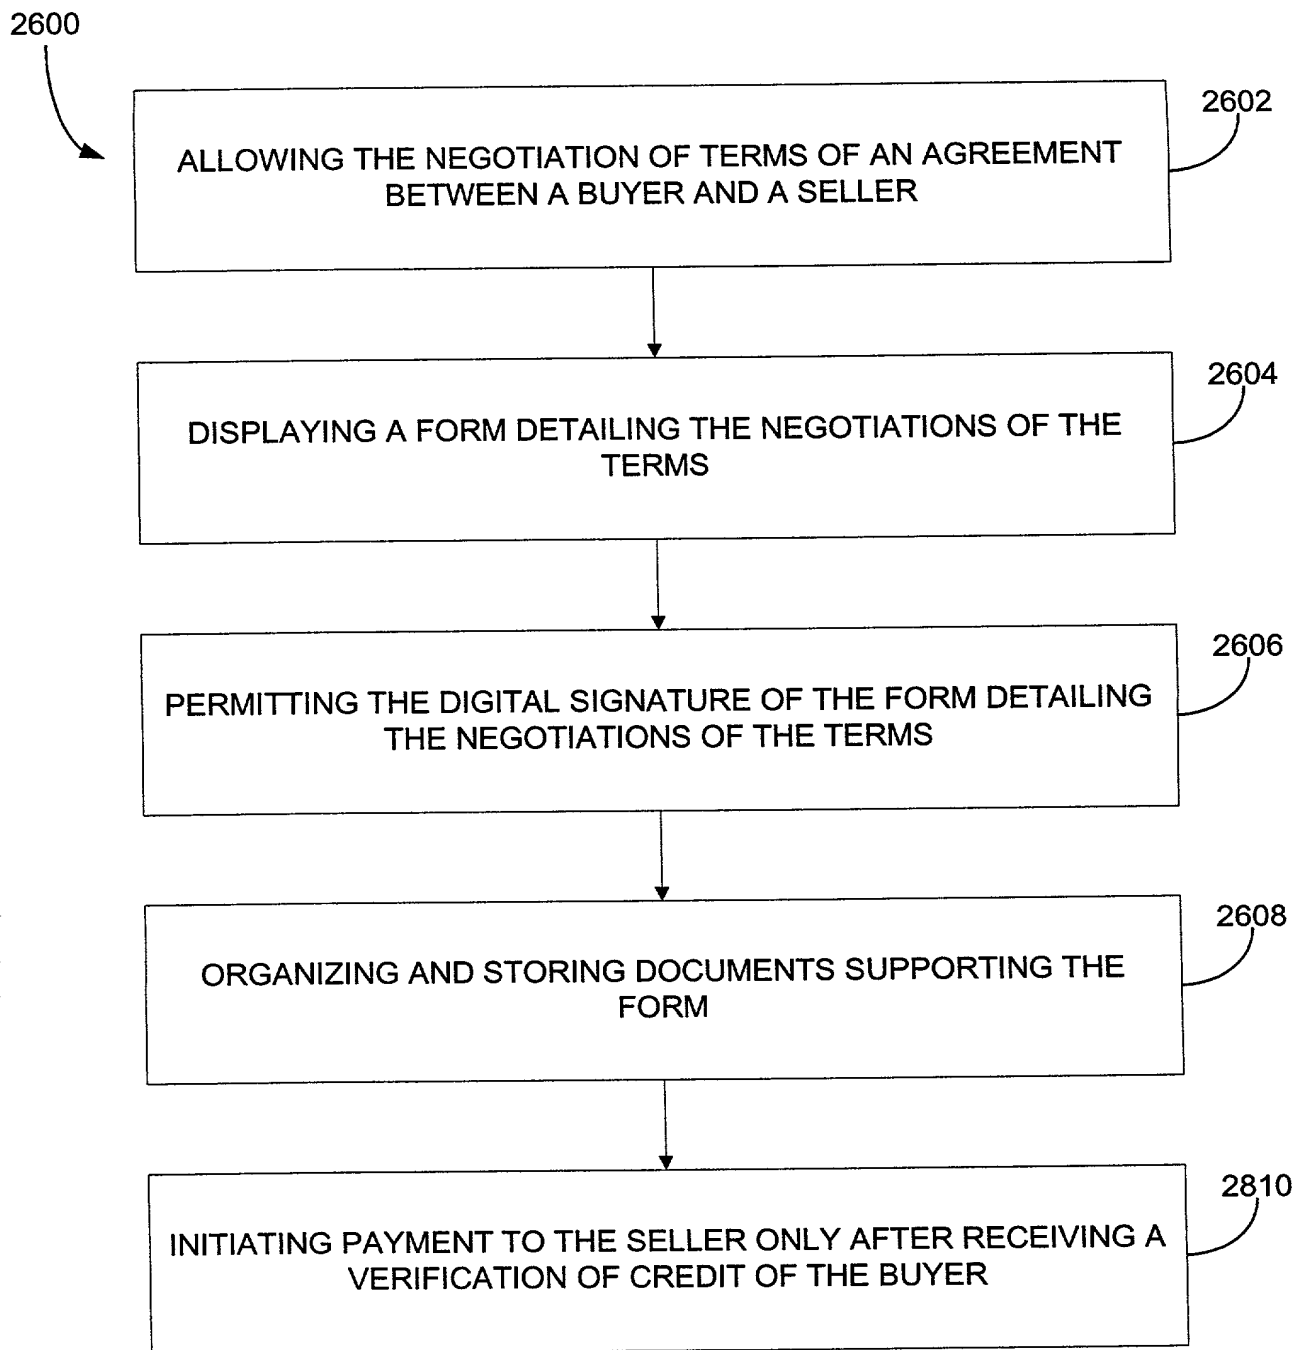 2600
2602
ALLOWING THE NEGOTIATION OF TERMS OF AN AGREEMENT
BETWEEN A BUYER AND A SELLER
2604
DISPLAYING A FORM DETAILING THE NEGOTIATIONS OF THE
TERMS
2606
PERMITTING THE DIGITAL SIGNATURE OF THE FORM DETAILING
THE NEGOTIATIONS OF THE TERMS
2608
ORGANIZING AND STORING DOCUMENTS SUPPORTING THE
FORM
2810
INITIATING PAYMENT TO THE SELLER ONLY AFTER RECEIVING A
VERIFICATION OF CREDIT OF THE BUYER